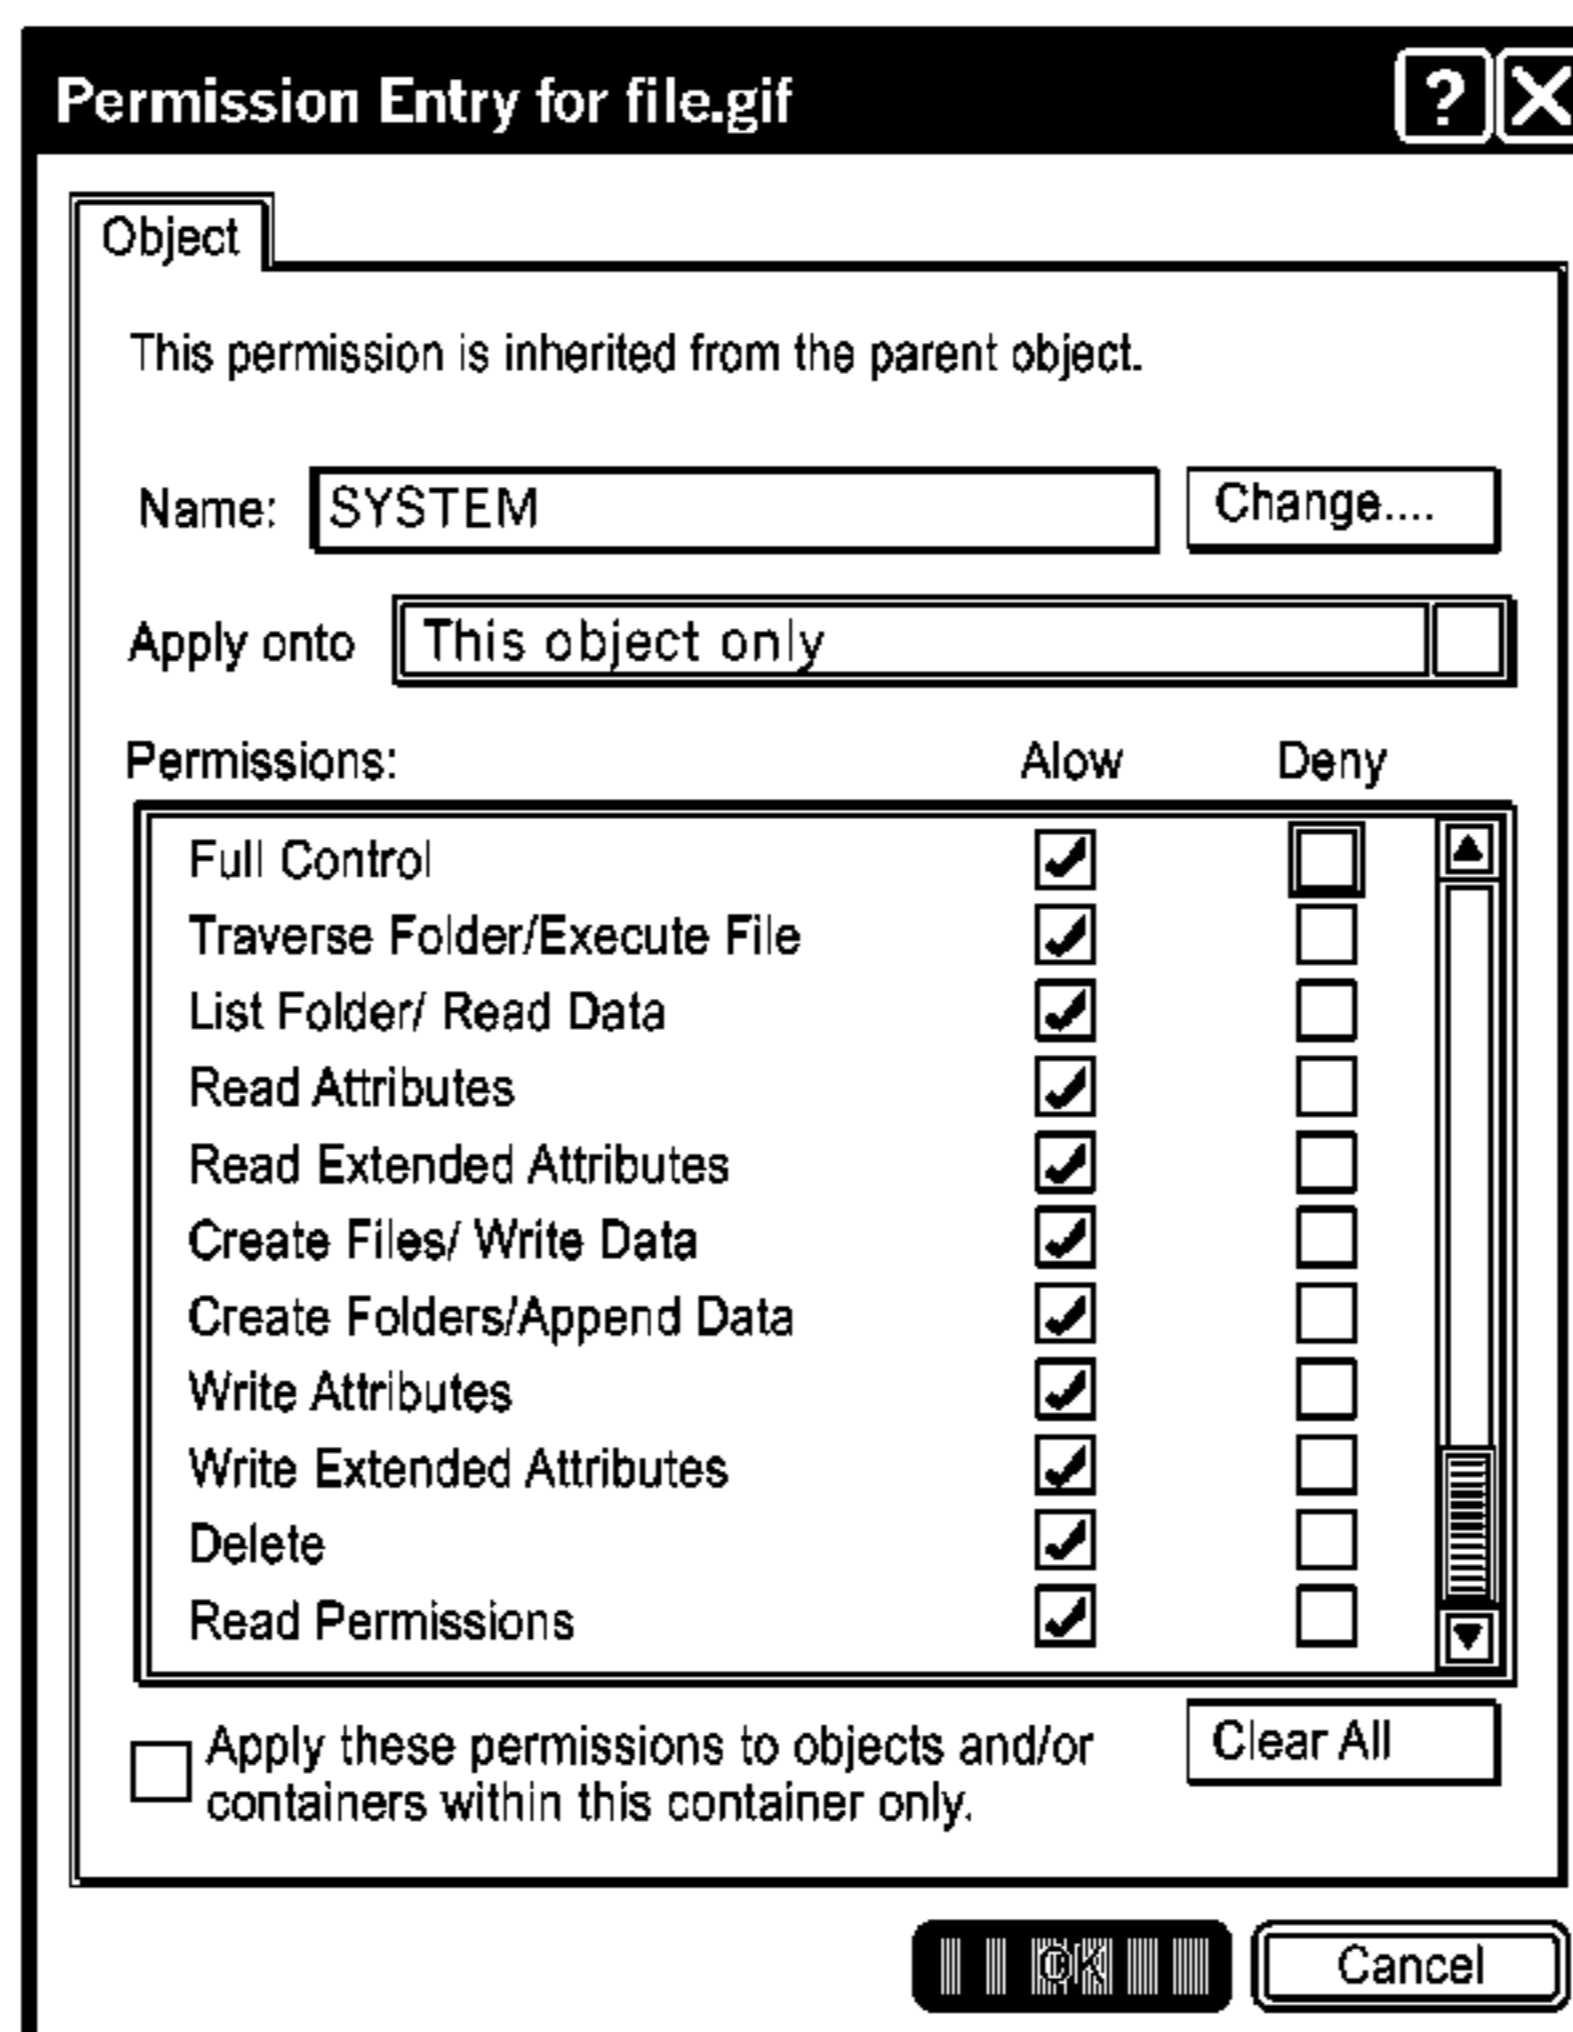 Permission Entry for file.gif
Object
This permission is inherited from the parent object.
Name: SYSTEM Change....
Apply onto This object only
Permissions: Alow Deny
Full Control
Traverse Folder/Execute File
List Folder/ Read Data
Read Attributes
Read Extended Attributes
Create Files/ Write Data
Create Folders/Append Data
Write Attributes
Write Extended Attributes
Delete
Read Permissions
Apply these permissions to objects and/or
containers within this container only.
Clear All
OK Cancel